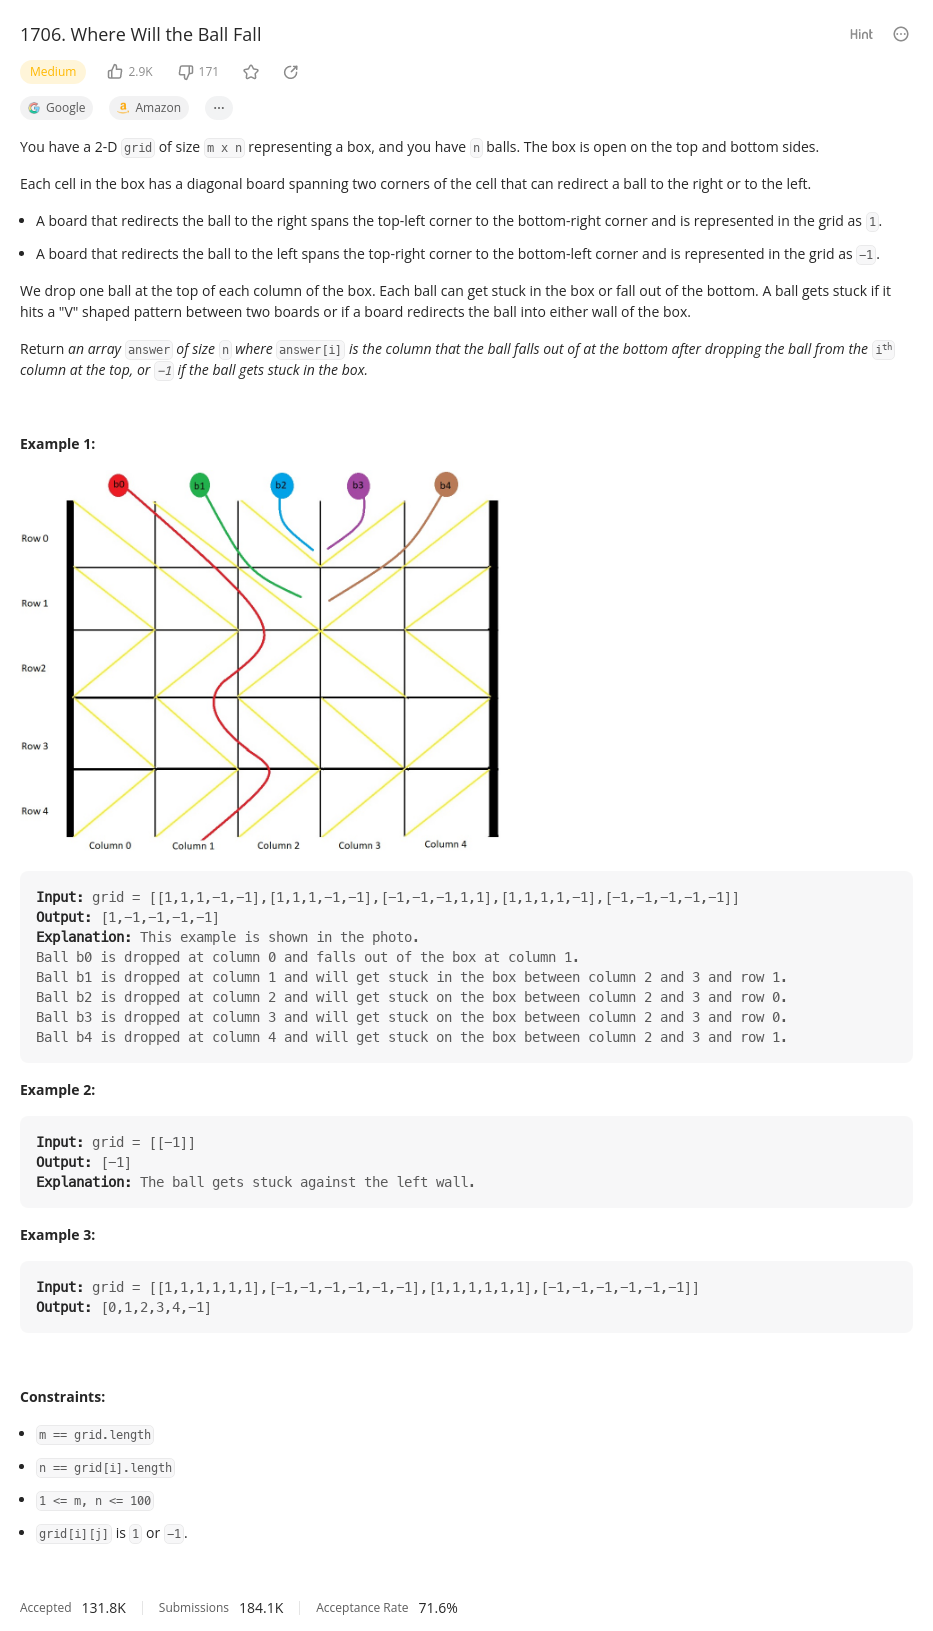 1706. Where Will the Ball Fall
Hint
Medium 2.9K 171
Google Amazon ...
You have a 2-D grid of size m x n representing a box, and you have n balls. The box is open on the top and bottom sides.
Each cell in the box has a diagonal board spanning two corners of the cell that can redirect a ball to the right or to the left.
• A board that redirects the ball to the right spans the top-left corner to the bottom-right corner and is represented in the grid as 1.
• A board that redirects the ball to the left spans the top-right corner to the bottom-left corner and is represented in the grid as -1.
We drop one ball at the top of each column of the box. Each ball can get stuck in the box or fall out of the bottom. A ball gets stuck if it
hits a "V" shaped pattern between two boards or if a board redirects the ball into either wall of the box.
Return an array answer of size n where answer[i] is the column that the ball falls out of at the bottom after dropping the ball from the ith
column at the top, or -1 if the ball gets stuck in the box.
Example 1:
b0 b1 b2 b3 b4
Row 0
Row 1
Row2
Row 3
Row 4
Column 0 Column 1 Column 2 Column 3 Column 4
Input: grid = [[1,1,1,-1,-1],[1,1,1,-1,-1],[-1,-1,-1,1,1],[1,1,1,1,-1],[-1,-1,-1,-1,-1]]
Output: [1,-1,-1,-1,-1]
Explanation: This example is shown in the photo.
Ball b0 is dropped at column 0 and falls out of the box at column 1.
Ball b1 is dropped at column 1 and will get stuck in the box between column 2 and 3 and row 1.
Ball b2 is dropped at column 2 and will get stuck on the box between column 2 and 3 and row 0.
Ball b3 is dropped at column 3 and will get stuck on the box between column 2 and 3 and row 0.
Ball b4 is dropped at column 4 and will get stuck on the box between column 2 and 3 and row 1.
Example 2:
Input: grid = [[-1]]
Output: [-1]
Explanation: The ball gets stuck against the left wall.
Example 3:
Input: grid = [[1,1,1,1,1,1],[-1,-1,-1,-1,-1,-1],[1,1,1,1,1,1],[-1,-1,-1,-1,-1,-1]]
Output: [0,1,2,3,4,-1]
Constraints:
• m == grid.length
• n == grid[i].length
• 1 <= m, n <= 100
• grid[i][j] is 1 or -1.
Accepted 131.8K Submissions 184.1K Acceptance Rate 71.6%